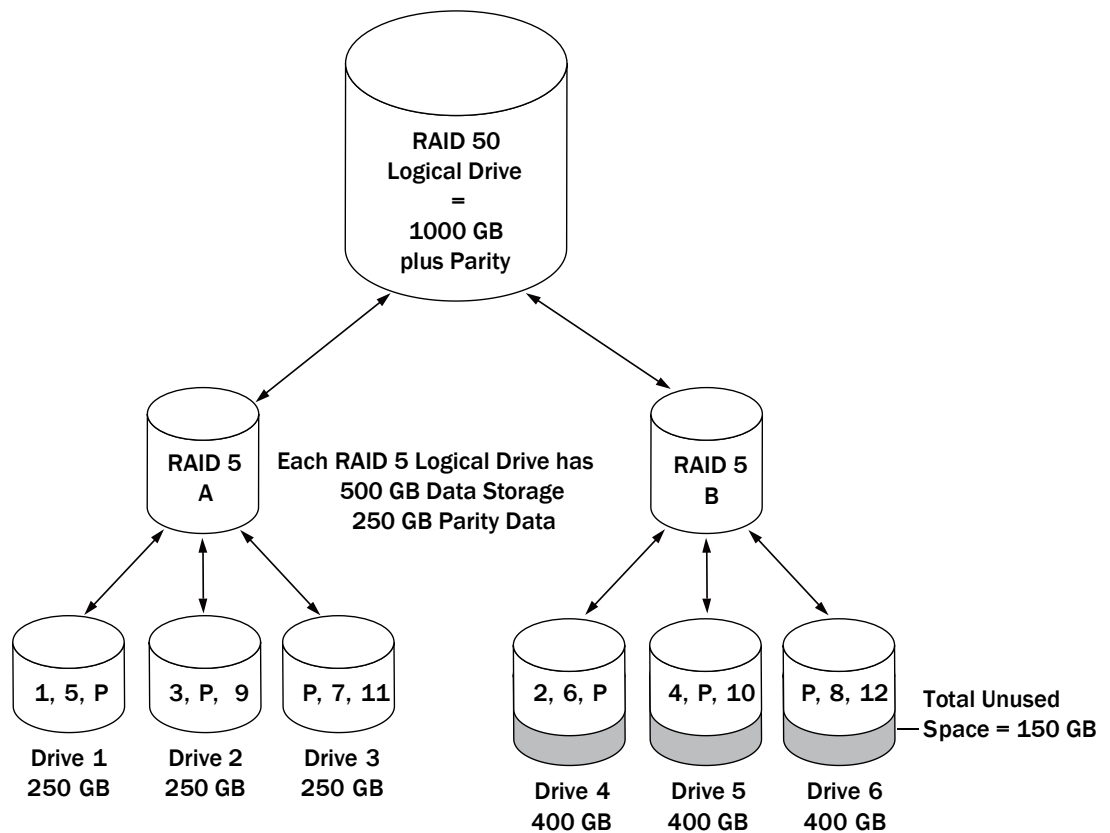 RAID 50
Logical Drive
=
1000 GB
plus Parity
RAID 5
A
Each RAID 5 Logical Drive has
500 GB Data Storage
250 GB Parity Data
RAID 5
B
1, 5, P
3, P, 9
P, 7, 11
2, 6, P
4, P, 10
P, 8, 12
Total Unused
Space = 150 GB
Drive 1
250 GB
Drive 2
250 GB
Drive 3
250 GB
Drive 4
400 GB
Drive 5
400 GB
Drive 6
400 GB